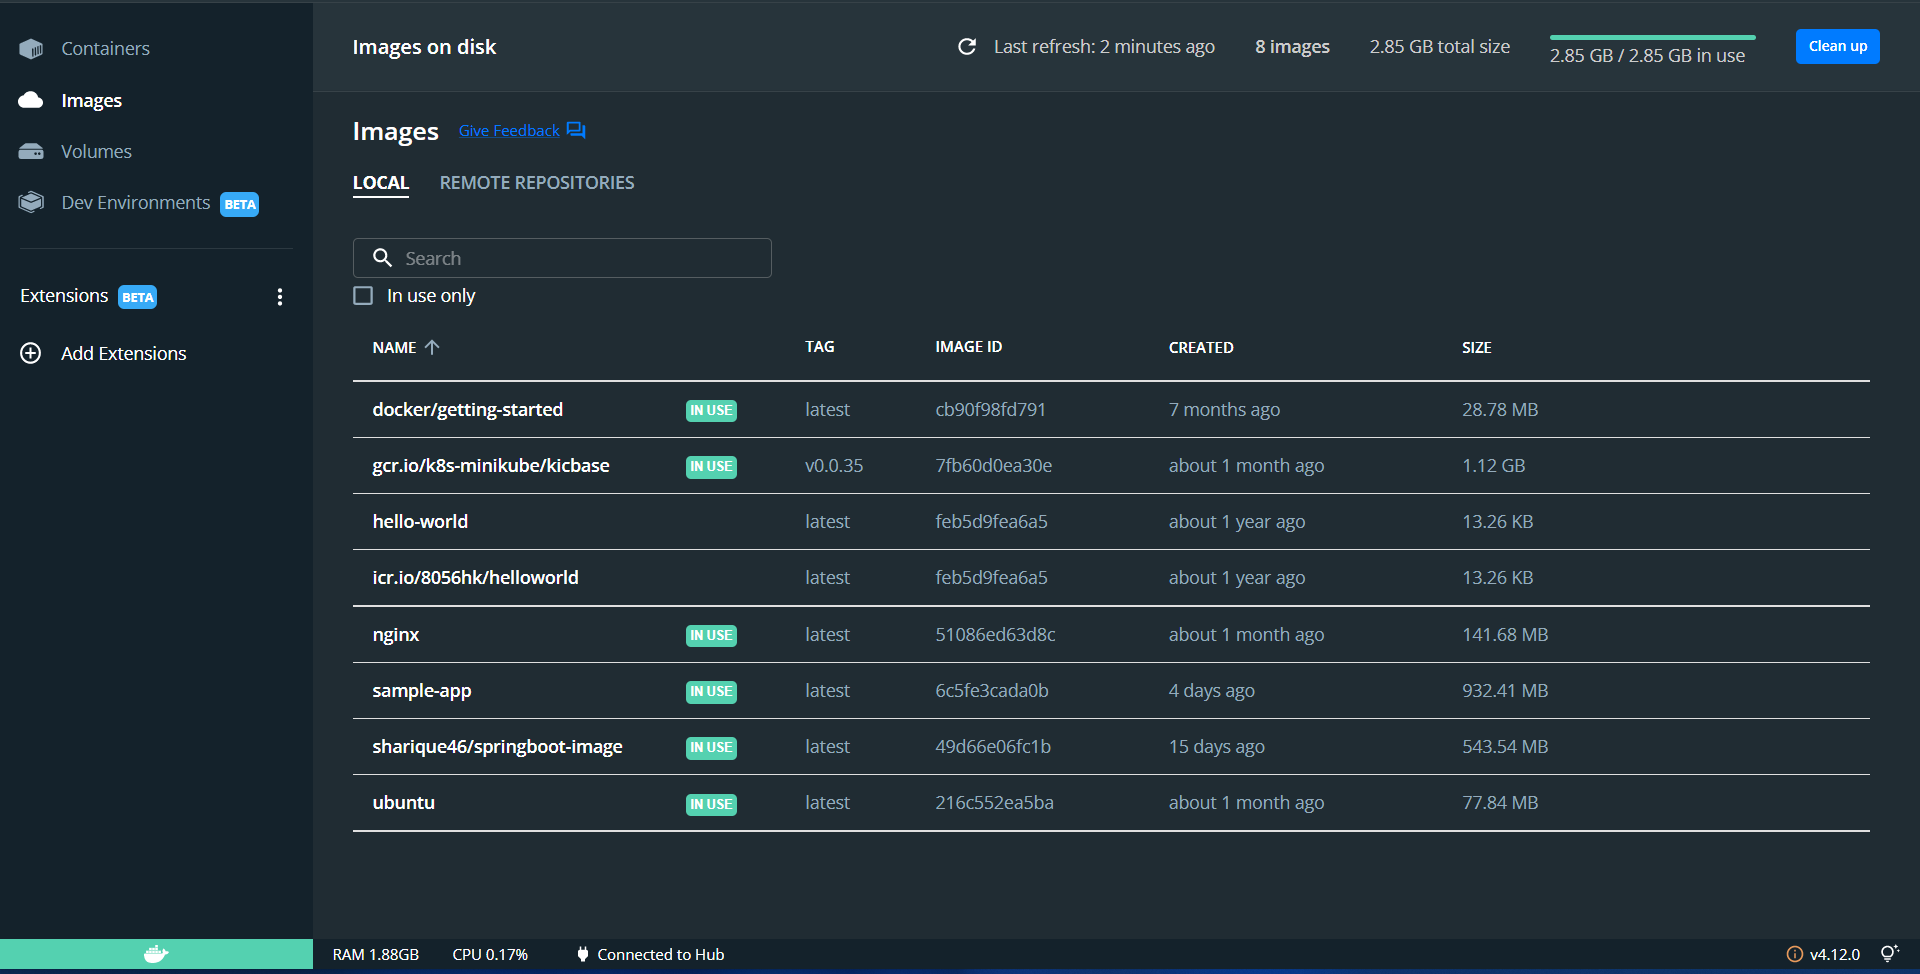 Containers
Images
Volumes
Dev Environments BETA
Extensions BETA
Add Extensions
Images on disk
Last refresh: 2 minutes ago
8 images
2.85 GB total size
2.85 GB / 2.85 GB in use
Clean up
Images Give Feedback
LOCAL REMOTE REPOSITORIES
Search
In use only
NAME TAG IMAGE ID CREATED SIZE
docker/getting-started IN USE latest cb90f98fd791 7 months ago 28.78 MB
gcr.io/k8s-minikube/kicbase IN USE v0.0.35 7fb60d0ea30e about 1 month ago 1.12 GB
hello-world latest feb5d9fea6a5 about 1 year ago 13.26 KB
icr.io/8056hk/helloworld latest feb5d9fea6a5 about 1 year ago 13.26 KB
nginx IN USE latest 51086ed63d8c about 1 month ago 141.68 MB
sample-app IN USE latest 6c5fe3cada0b 4 days ago 932.41 MB
sharique46/springboot-image IN USE latest 49d66e06fc1b 15 days ago 543.54 MB
ubuntu IN USE latest 216c552ea5ba about 1 month ago 77.84 MB
RAM 1.88GB CPU 0.17% Connected to Hub v4.12.0